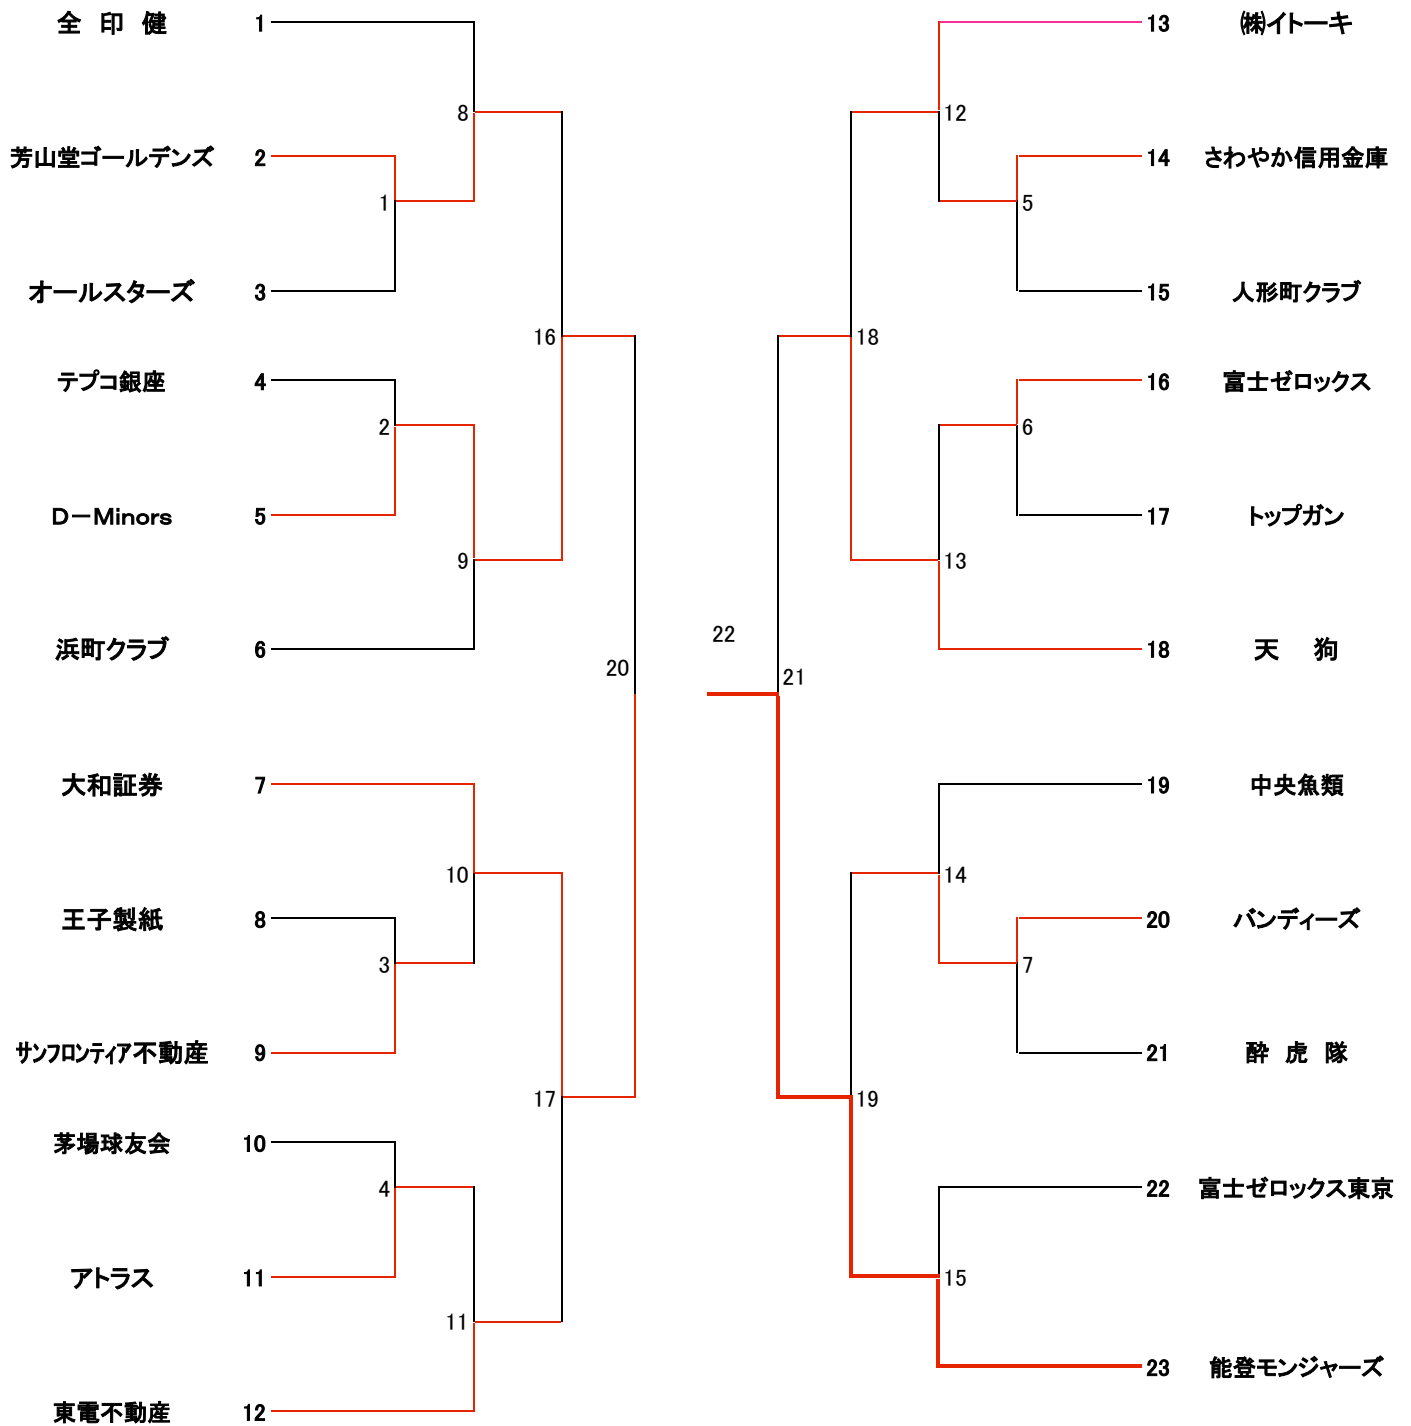 全 印 健 1
8
芳山堂ゴールデンズ 2
1
オールスターズ 3
16
テプコ銀座 4
2
D－Minors 5
9
浜町クラブ 6
20
大和証券 7
10
王子製紙 8
3
サンフロンティア不動産 9
17
茅場球友会 10
4
アトラス 11
11
東電不動産 12
22
13 ㈱イトーキ
12
14 さわやか信用金庫
5
15 人形町クラブ
18
16 富士ゼロックス
6
17 トップガン
13
18 天 狗
21
19 中央魚類
14
20 バンディーズ
7
21 酔 虎 隊
19
22 富士ゼロックス東京
15
23 能登モンジャーズ